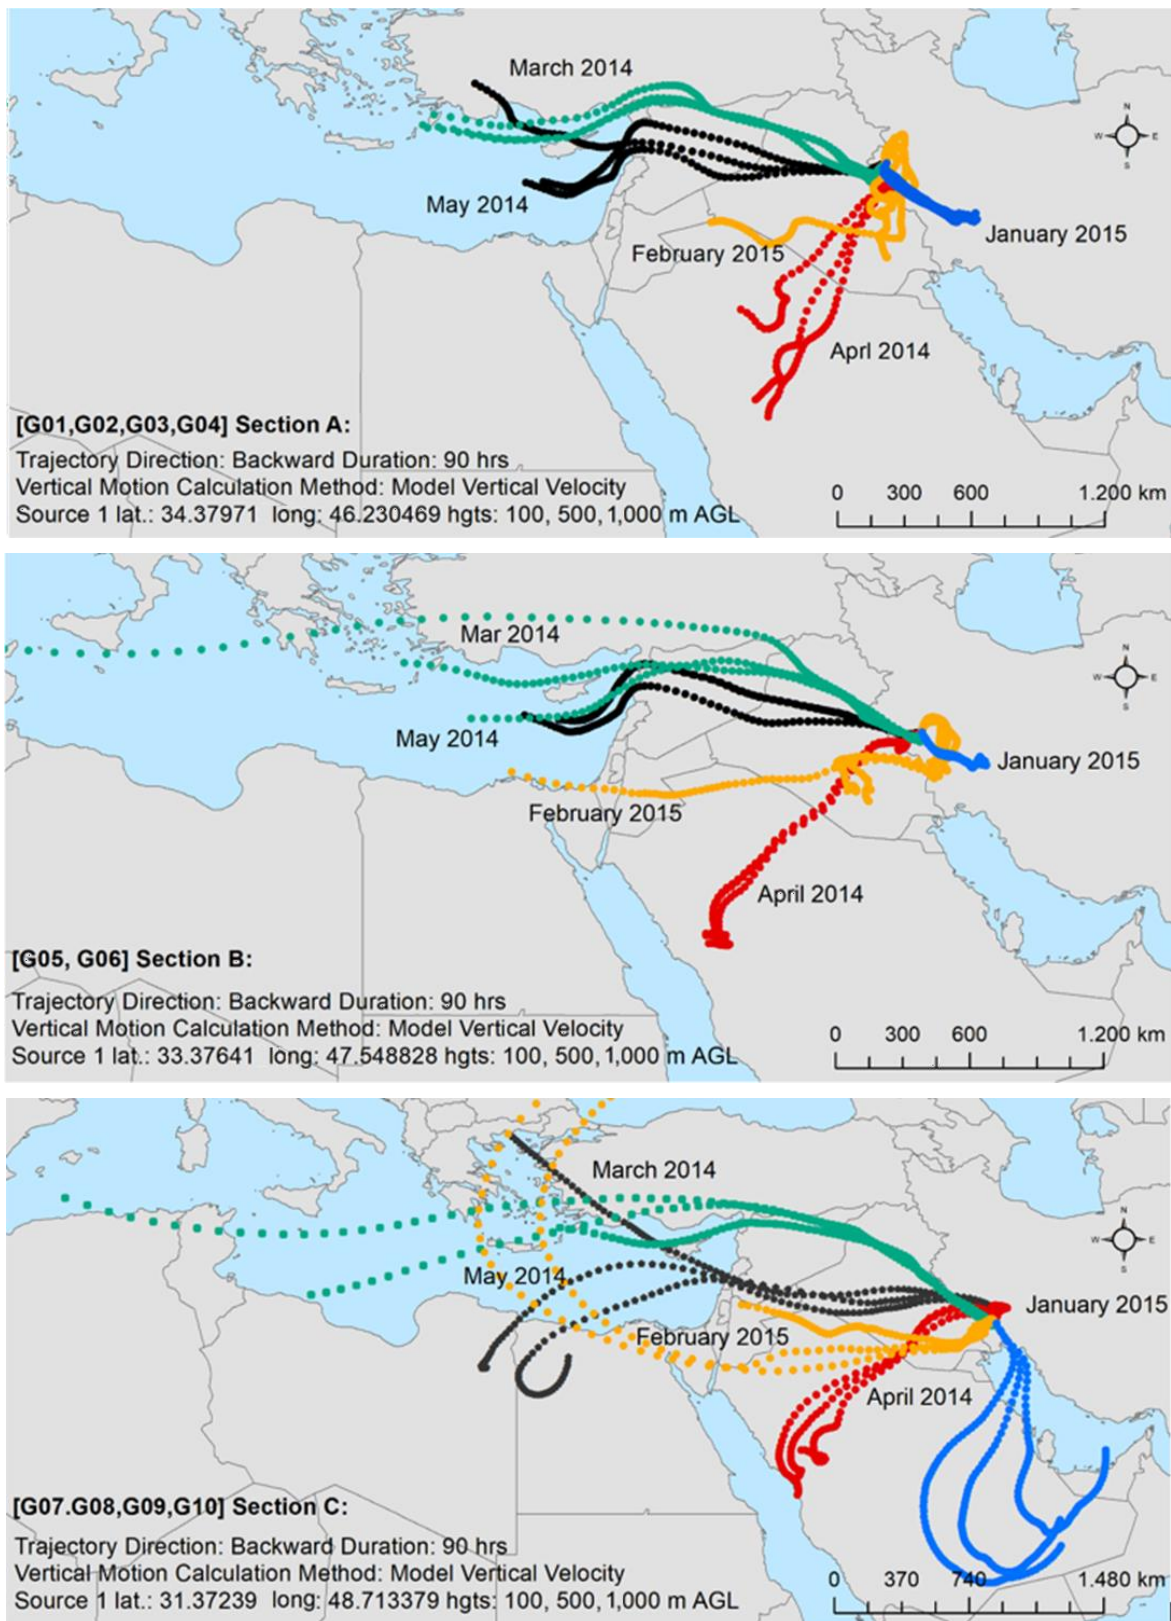 March 2014
N
W E
S
May 2014
January 2015
February 2015
Aprl 2014
[G01,G02,G03,G04] Section A:
Trajectory Direction: Backward Duration: 90 hrs
Vertical Motion Calculation Method: Model Vertical Velocity
Source 1 lat.: 34.37971 long: 46.230469 hgts: 100, 500, 1,000 m AGL
0 300 600 1.200 km
Mar 2014
N
W E
S
May 2014
January 2015
February 2015
April 2014
[G05, G06] Section B:
Trajectory Direction: Backward Duration: 90 hrs
Vertical Motion Calculation Method: Model Vertical Velocity
Source 1 lat.: 33.37641 long: 47.548828 hgts: 100, 500, 1,000 m AGL
0 300 600 1.200 km
March 2014
N
W E
S
May 2014
January 2015
February 2015
April 2014
[G07.G08,G09,G10] Section C:
Trajectory Direction: Backward Duration: 90 hrs
Vertical Motion Calculation Method: Model Vertical Velocity
Source 1 lat.: 31.37239 long: 48.713379 hgts: 100, 500, 1,000 m AGL
0 370 740 1.480 km